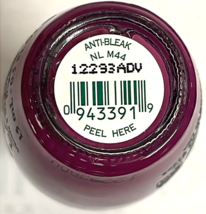 ANTI-BLEAK
NL M44
12293ADV
0 943391 9
PEEL HERE